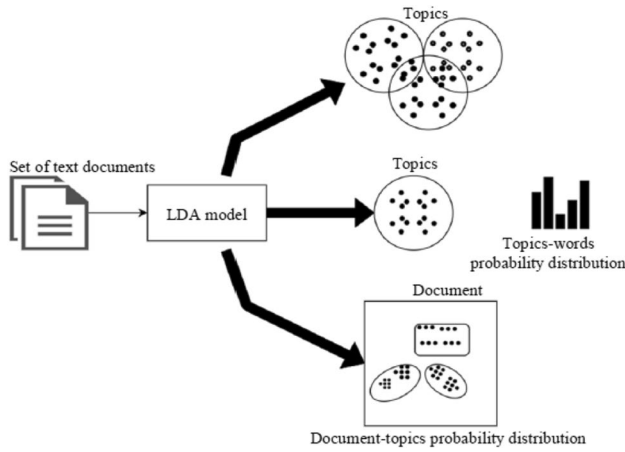 Topics
Set of text documents
LDA model
Topics
Topics-words
probability distribution
Document
Document-topics probability distribution